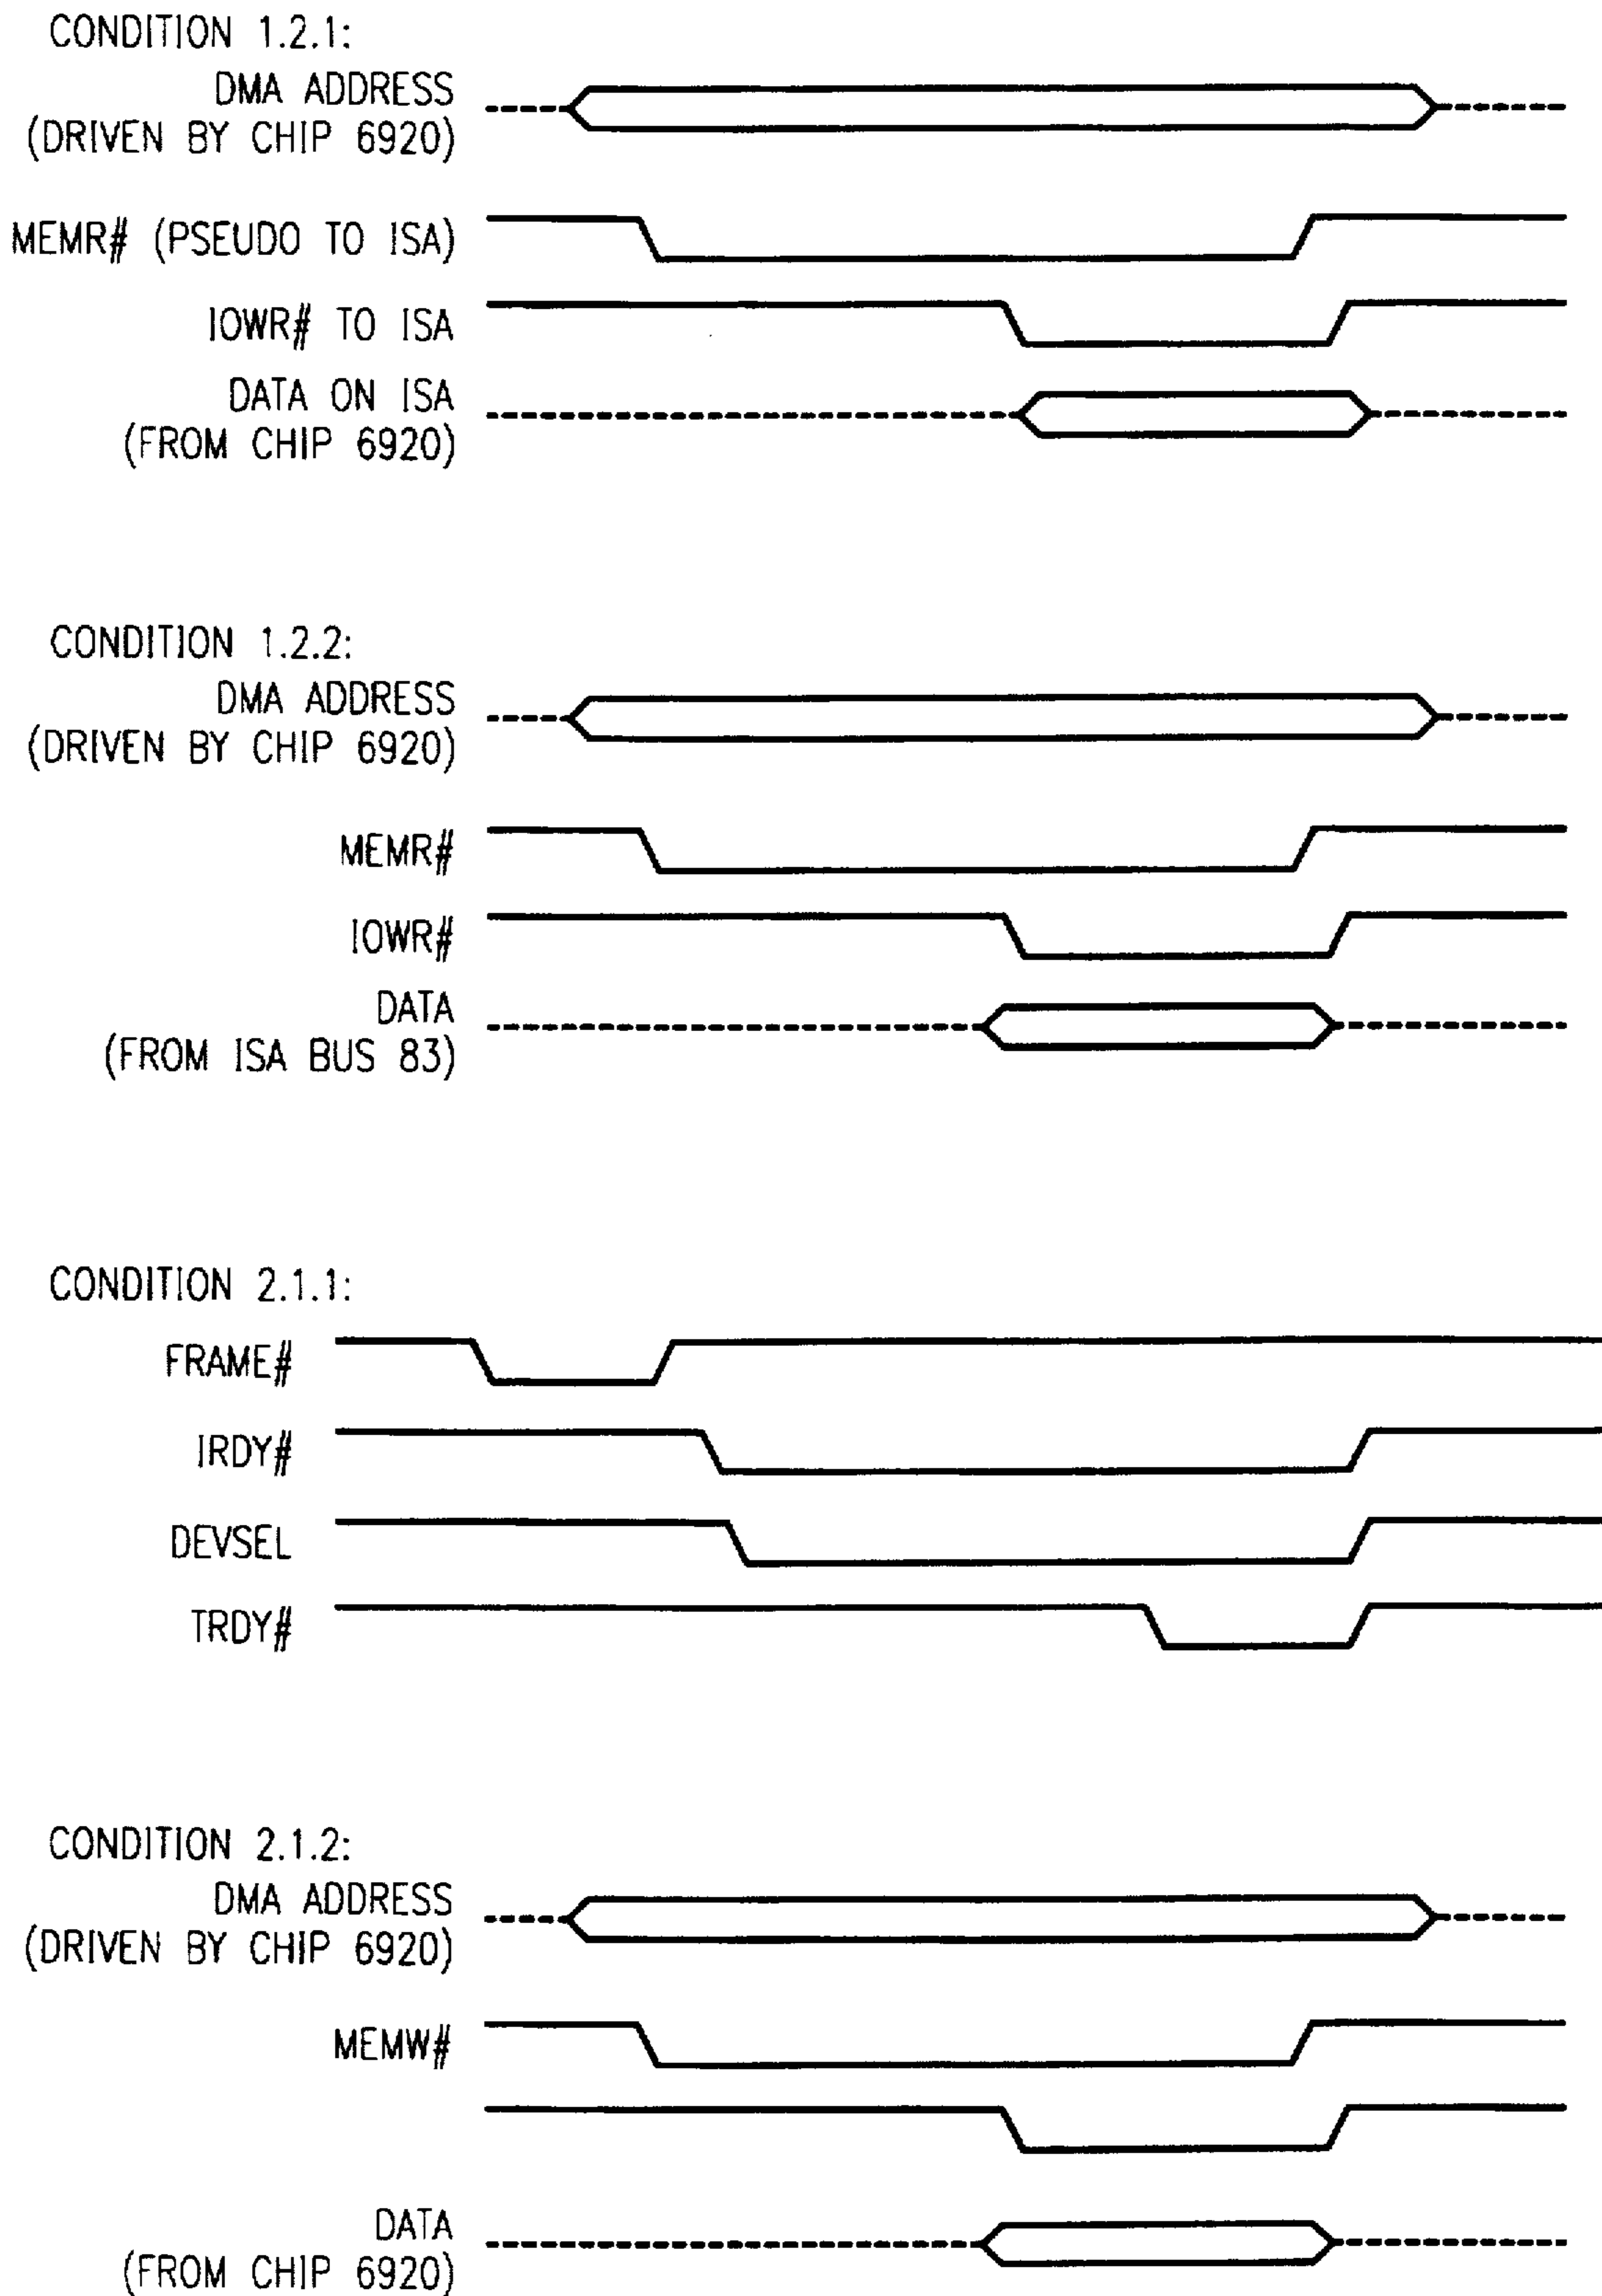 CONDITION 1.2.1:
DMA ADDRESS
(DRIVEN BY CHIP 6920)
MEMR# (PSEUDO TO ISA)
IOWR# TO ISA
DATA ON ISA
(FROM CHIP 6920)
CONDITION 1.2.2:
DMA ADDRESS
(DRIVEN BY CHIP 6920)
MEMR#
IOWR#
DATA
(FROM ISA BUS 83)
CONDITION 2.1.1:
FRAME#
IRDY#
DEVSEL
TRDY#
CONDITION 2.1.2:
DMA ADDRESS
(DRIVEN BY CHIP 6920)
MEMW#
DATA
(FROM CHIP 6920)